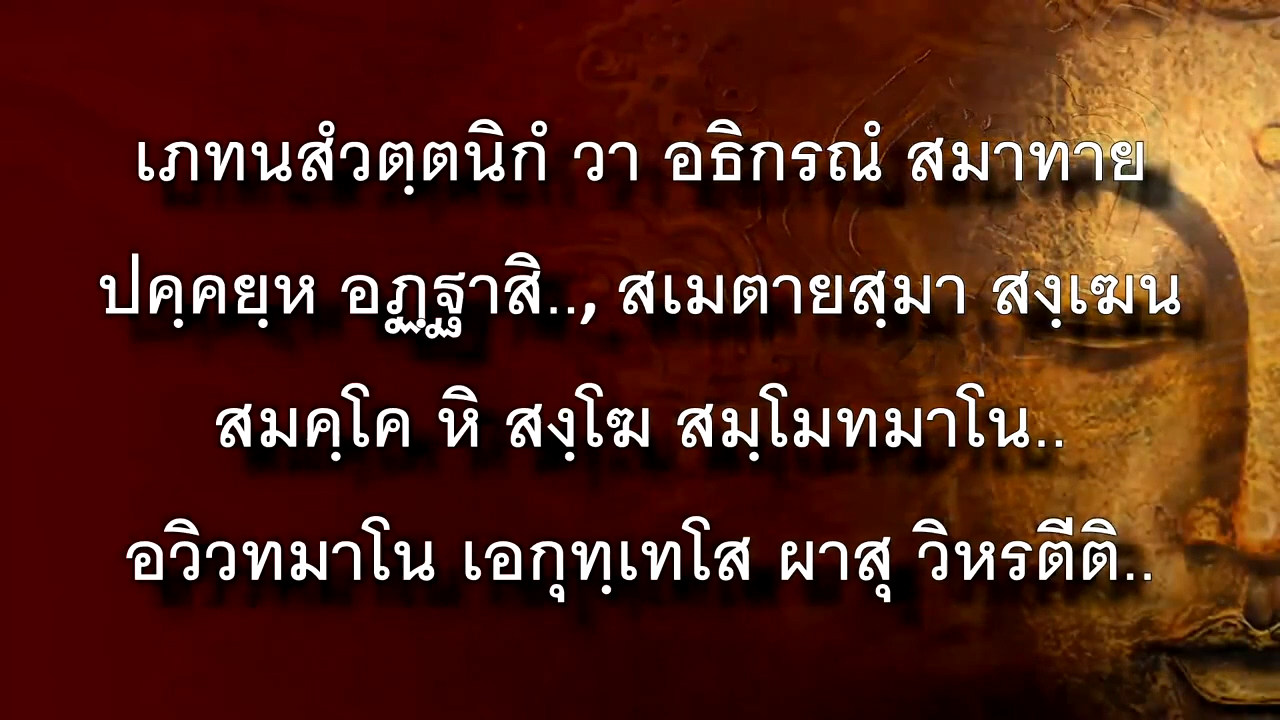 เภทนสํวตฺตนิกํ วา อธิกรณํ สมาทาย
ปคฺคยฺห อฏฺฐาสิ.., สเมตายสฺมา สงฺเฆน
สมคฺโค หิ สงฺโฆ สมฺโมทมาโน..
อวิวทมาโน เอกุทฺเทโส ผาสุ วิหรตีติ..